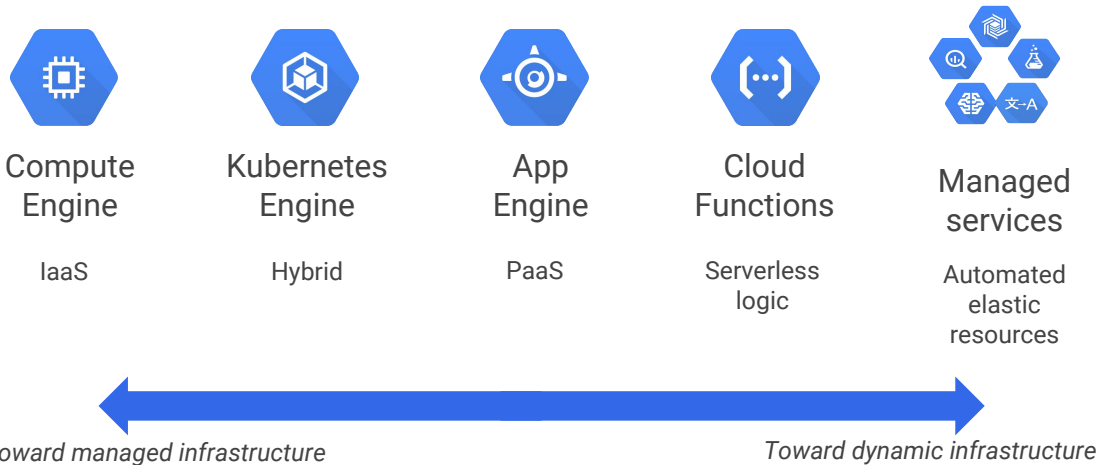 文→A
Compute
Engine
IaaS
Kubernetes
Engine
Hybrid
App
Engine
PaaS
Cloud
Functions
Serverless
logic
Managed
services
Automated
elastic
resources
oward managed infrastructure
Toward dynamic infrastructure